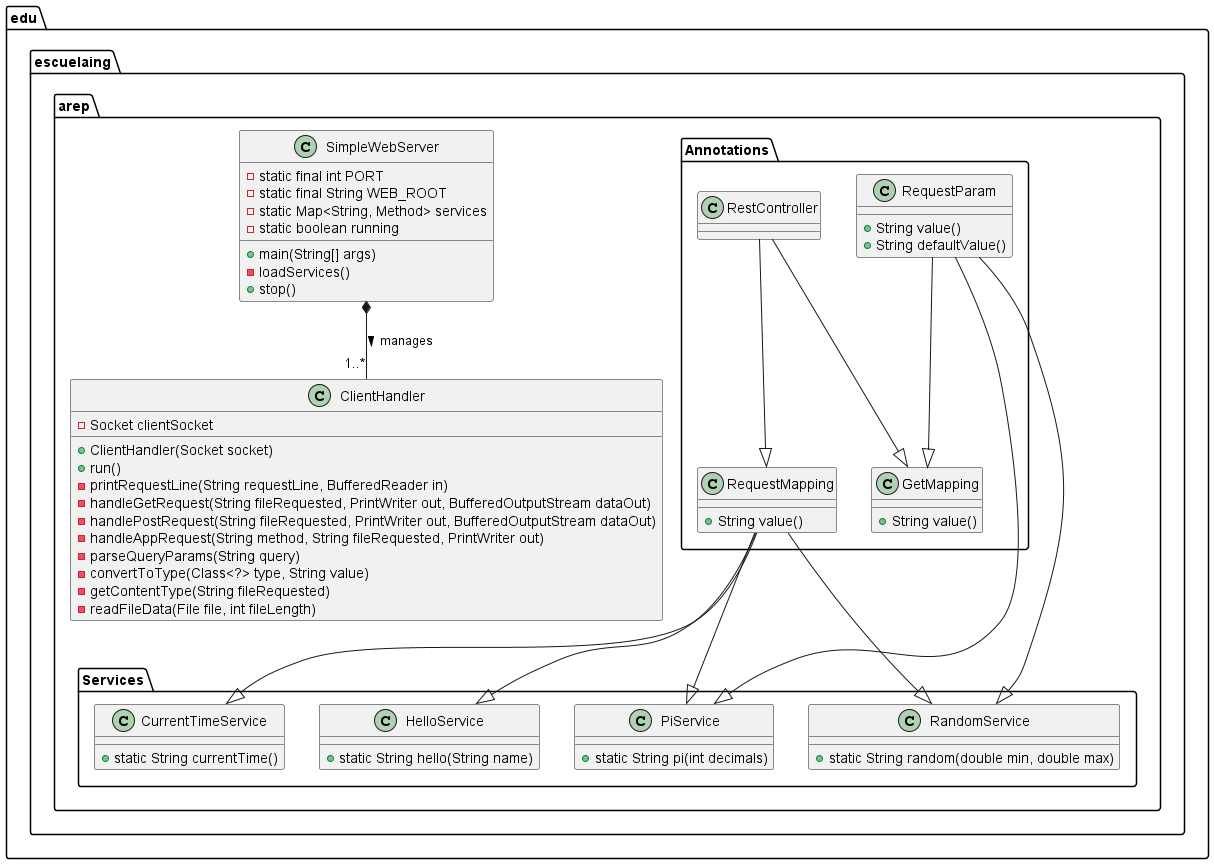 edu
escuelaing
arep
C SimpleWebServer
static final int PORT
static final String WEB_ROOT
static Map<String, Method> services
static boolean running
main(String[] args)
loadServices()
stop()
manages
1..*
C ClientHandler
Socket clientSocket
ClientHandler(Socket socket)
run()
printRequestLine(String requestLine, BufferedReader in)
handleGetRequest(String fileRequested, PrintWriter out, BufferedOutputStream dataOut)
handlePostRequest(String fileRequested, PrintWriter out, BufferedOutputStream dataOut)
handleAppRequest(String method, String fileRequested, PrintWriter out)
parseQueryParams(String query)
convertToType(Class<?> type, String value)
getContentType(String fileRequested)
readFileData(File file, int fileLength)
Annotations
C RestController
C RequestParam
String value()
String defaultValue()
C RequestMapping
String value()
C GetMapping
String value()
Services
C CurrentTimeService
static String currentTime()
C HelloService
static String hello(String name)
C PiService
static String pi(int decimals)
C RandomService
static String random(double min, double max)